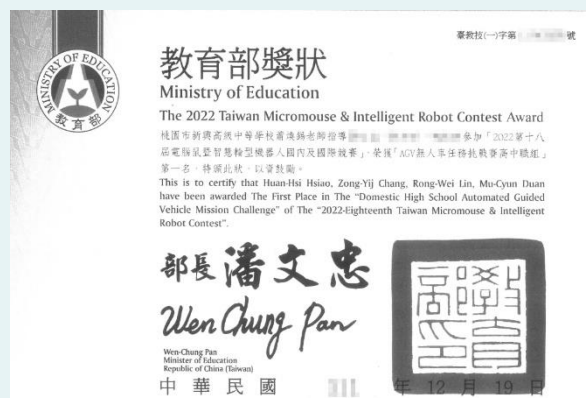 臺教技(一)字第 號
MINISTRY OF EDUCATION
教育部
教育部獎狀
Ministry of Education
The 2022 Taiwan Micromouse & Intelligent Robot Contest Award
桃園市新興高級中等學校蕭煥錫老師指導 參加「2022第十八
屆電腦鼠暨智慧輪型機器人國內及國際競賽」,榮獲「AGV無人車任務挑戰賽高中職組」
第一名,特頒此狀,以資鼓勵。
This is to certify that Huan-Hsi Hsiao, Zong-Yij Chang, Rong-Wei Lin, Mu-Cyun Duan
have been awarded The First Place in The "Domestic High School Automated Guided
Vehicle Mission Challenge" of The "2022-Eighteenth Taiwan Micromouse & Intelligent
Robot Contest".
部長 潘文忠
Wen Chung Pan
Wen-Chung Pan
Minister of Education
Republic of China (Taiwan)
中華民國 111 年 12 月 19 日